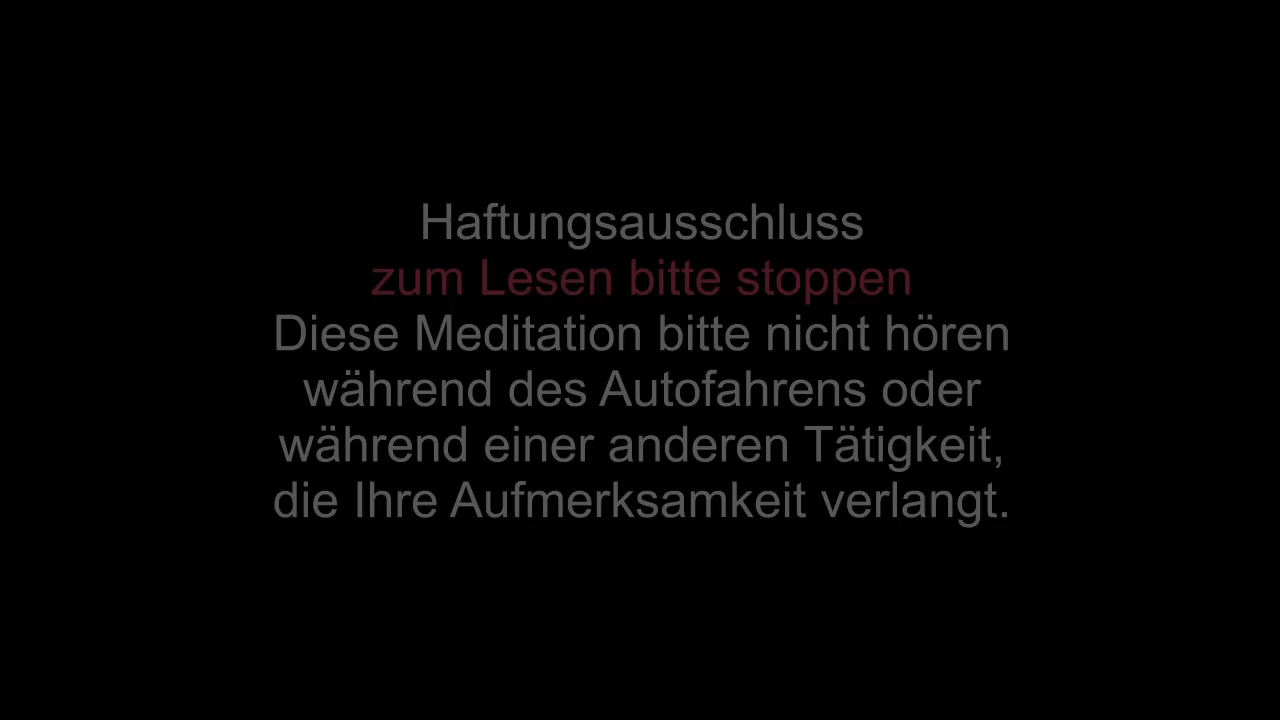 Haftungsausschluss
zum Lesen bitte stoppen
Diese Meditation bitte nicht hören
während des Autofahrens oder
während einer anderen Tätigkeit,
die Ihre Aufmerksamkeit verlangt.